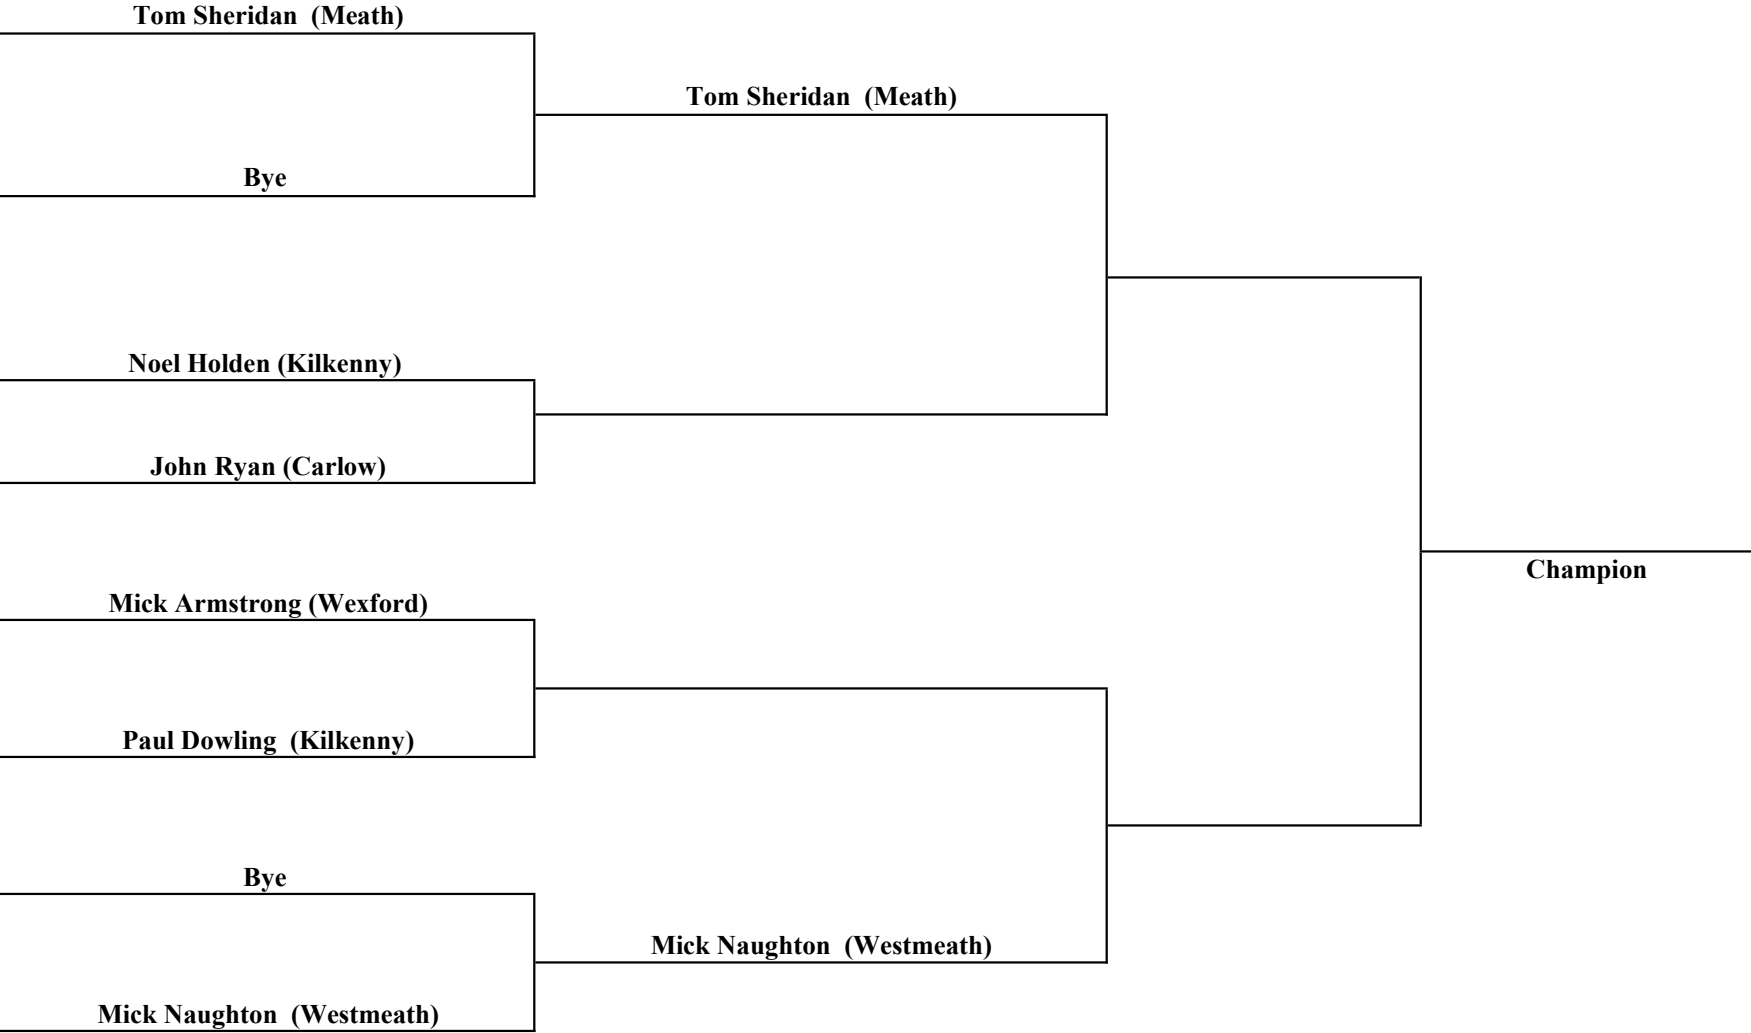 Tom Sheridan  (Meath)
Tom Sheridan  (Meath)
Bye
Noel Holden (Kilkenny)
John Ryan (Carlow)
Champion
Mick Armstrong (Wexford)
Paul Dowling  (Kilkenny)
Bye
Mick Naughton  (Westmeath)
Mick Naughton  (Westmeath)